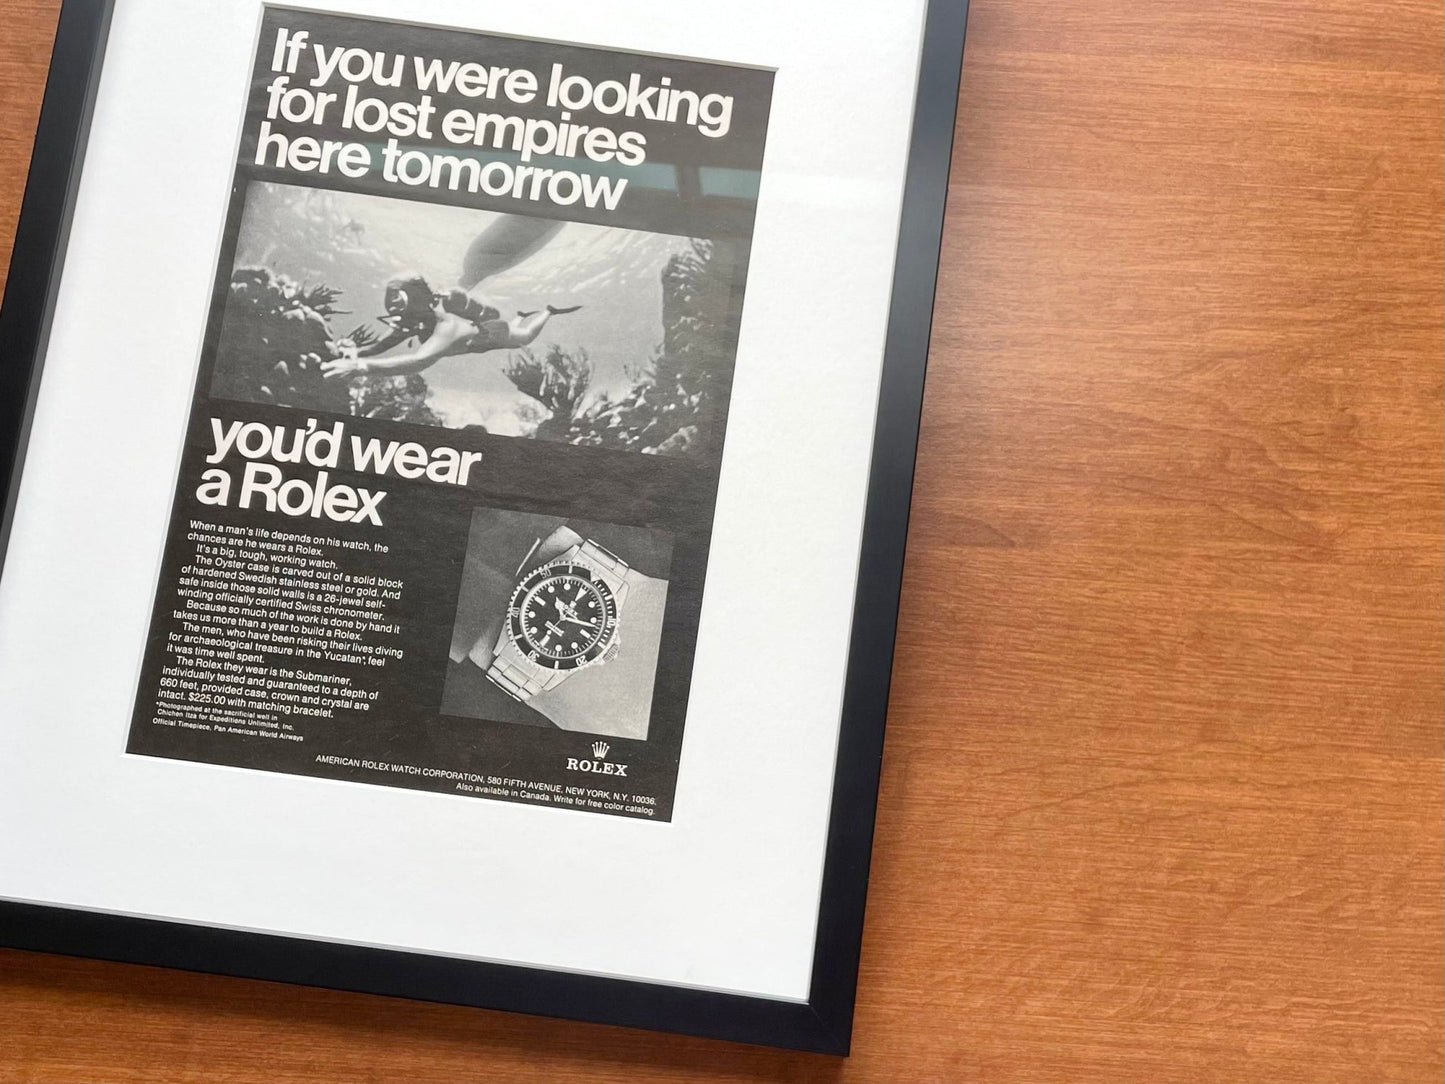 If you were looking
for lost empires
here tomorrow
you'd wear
a Rolex
When a man's life depends on his watch, the
chances are he wears a Rolex.
It's a big, tough, working watch.
The Oyster case is carved out of a solid block
of hardened Swedish stainless steel or gold. And
safe inside those solid walls is a 26-jewel self-
winding officially certified Swiss chronometer.
Because so much of the work is done by hand it
takes us more than a year to build a Rolex.
The men, who have been risking their lives diving
for archaeological treasure in the Yucatan*, feel
it was time well spent.
The Rolex they wear is the Submariner,
individually tested and guaranteed to a depth of
660 feet, provided case, crown and crystal are
intact. $225.00 with matching bracelet.
*Photographed at the sacrificial well in
Chichen Itza for Expeditions Unlimited, Inc.
Official Timepiece, Pan American World Airways
ROLEX
AMERICAN ROLEX WATCH CORPORATION, 580 FIFTH AVENUE, NEW YORK, N.Y. 10036.
Also available in Canada. Write for free color catalog.